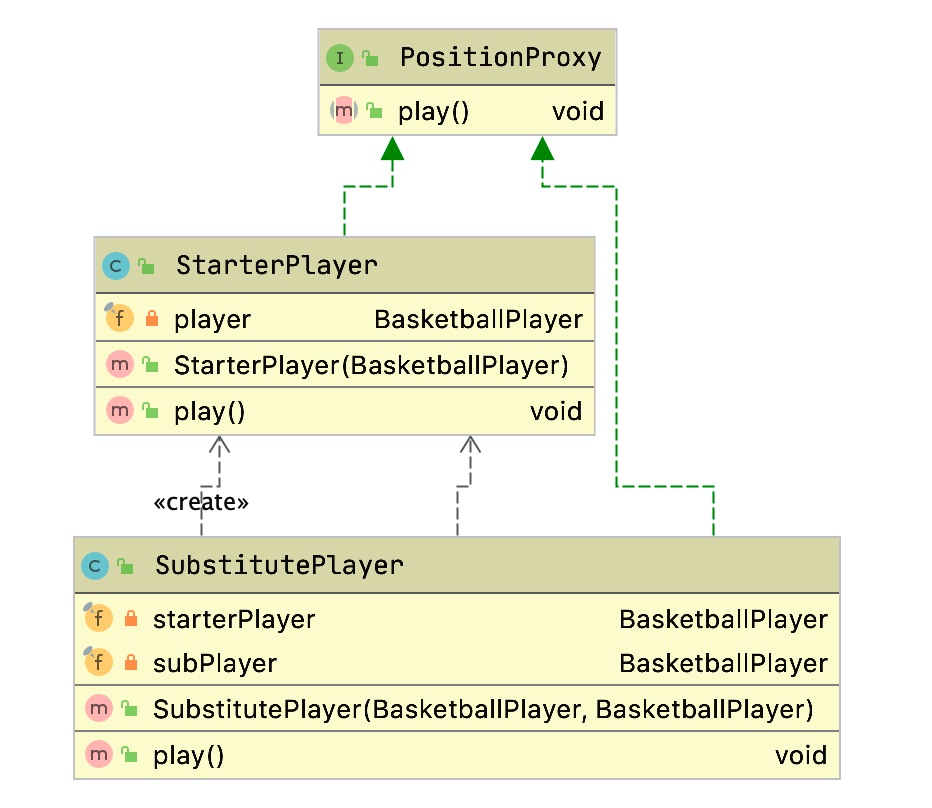 I PositionProxy
m play() void
C StarterPlayer
f player BasketballPlayer
m StarterPlayer(BasketballPlayer)
m play() void
«create»
C SubstitutePlayer
f starterPlayer BasketballPlayer
f subPlayer BasketballPlayer
m SubstitutePlayer(BasketballPlayer, BasketballPlayer)
m play() void